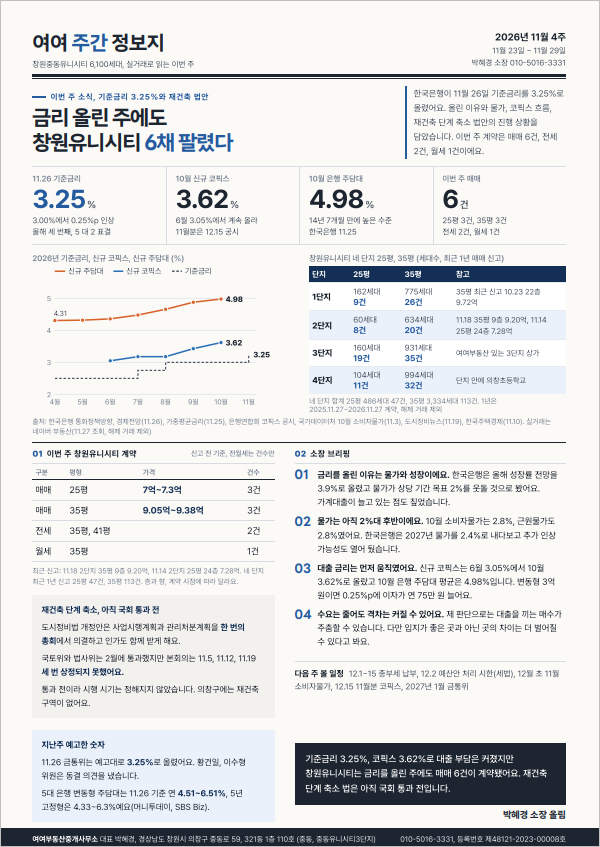 여여 주간 정보지
창원중동유니시티 6,100세대, 실거래로 읽는 이번 주
2026년 11월 4주
11월 23일 ~ 11월 29일
박혜경 소장 010-5016-3331
이번 주 소식, 기준금리 3.25%와 재건축 법안
금리 올린 주에도
창원유니시티 6채 팔렸다
한국은행이 11월 26일 기준금리를 3.25%로
올렸어요. 올린 이유와 물가, 코픽스 흐름,
재건축 단계 축소 법안의 진행 상황을
담았습니다. 이번 주 계약은 매매 6건, 전세
2건, 월세 1건이에요.
11.26 기준금리
3.25%
3.00%에서 0.25%p 인상
올해 세 번째, 5 대 2 표결
10월 신규 코픽스
3.62%
6월 3.05%에서 계속 올라
11월분은 12.15 공시
10월 은행 주담대
4.98%
14년 7개월 만에 높은 수준
한국은행 11.25
이번 주 매매
6건
25평 3건, 35평 3건
전세 2건, 월세 1건
2026년 기준금리, 신규 코픽스, 신규 주담대 (%)
신규 주담대 신규 코픽스 기준금리
5
4
3
2
4.31
4.98
3.62
3.25
4월 5월 6월 7월 8월 9월 10월 11월
창원유니시티 네 단지 25평, 35평 (세대수, 최근 1년 매매 신고)
단지 25평 35평 참고
1단지 162세대 9건 775세대 26건 35평 최근 신고 10.23 22층 9.72억
2단지 60세대 8건 634세대 20건 11.18 35평 9층 9.20억, 11.14 25평 24층 7.28억
3단지 160세대 19건 931세대 35건 여여부동산 있는 3단지 상가
4단지 104세대 11건 994세대 32건 단지 안에 의창초등학교
네 단지 합계 25평 486세대 47건, 35평 3,334세대 113건. 1년은
2025.11.27~2026.11.27 계약, 해제 거래 제외
출처: 한국은행 통화정책방향, 경제전망(11.26), 가중평균금리(11.25), 은행연합회 코픽스 공시, 국가데이터처 10월 소비자물가(11.3), 도시정비뉴스(11.19), 한국주택경제(11.10). 실거래는
네이버 부동산(11.27 조회, 해제 거래 제외)
01 이번 주 창원유니시티 계약
신고 전 기준, 전월세는 건수만
구분 평형 가격 건수
매매 25평 7억~7.3억 3건
매매 35평 9.05억~9.38억 3건
전세 35평, 41평 2건
월세 35평 1건
최근 신고: 11.18 2단지 35평 9층 9.20억, 11.14 2단지 25평 24층 7.28억. 네 단지
최근 1년 신고 25평 47건, 35평 113건. 층과 향, 계약 시점에 따라 달라요.
재건축 단계 축소, 아직 국회 통과 전
도시정비법 개정안은 사업시행계획과 관리처분계획을 한 번의
총회에서 의결하고 인가도 함께 받게 해요.
국토위와 법사위는 2월에 통과했지만 본회의는 11.5, 11.12, 11.19
세 번 상정되지 못했어요.
통과 전이라 시행 시기는 정해지지 않았습니다. 의창구에는 재건축
구역이 없어요.
지난주 예고한 숫자
11.26 금통위는 예고대로 3.25%로 올렸어요. 황건일, 이수형
위원은 동결 의견을 냈습니다.
5대 은행 변동형 주담대는 11.26 기준 연 4.51~6.51%, 5년
고정형은 4.33~6.3%예요(머니투데이, SBS Biz).
02 소장 브리핑
01 금리를 올린 이유는 물가와 성장이에요. 한국은행은 올해 성장률 전망을
3.9%로 올렸고 물가가 상당 기간 목표 2%를 웃돌 것으로 봤어요.
가계대출이 늘고 있는 점도 짚었습니다.
02 물가는 아직 2%대 후반이에요. 10월 소비자물가는 2.8%, 근원물가도
2.8%였어요. 한국은행은 2027년 물가를 2.4%로 내다보고 추가 인상
가능성도 열어 뒀습니다.
03 대출 금리는 먼저 움직였어요. 신규 코픽스는 6월 3.05%에서 10월
3.62%로 올랐고 10월 은행 주담대 평균은 4.98%입니다. 변동형 3억
원이면 0.25%p에 이자가 연 75만 원 늘어요.
04 수요는 줄어도 격차는 커질 수 있어요. 제 판단으로는 대출을 끼는 매수가
주춤할 수 있습니다. 다만 입지가 좋은 곳과 아닌 곳의 차이는 더 벌어질
수 있다고 봐요.
다음 주 볼 일정 12.1~15 종부세 납부, 12.2 예산안 처리 시한(세법), 12월 초 11월
소비자물가, 12.15 11월분 코픽스, 2027년 1월 금통위
기준금리 3.25%, 코픽스 3.62%로 대출 부담은 커졌지만
창원유니시티는 금리를 올린 주에도 매매 6건이 계약됐어요. 재건축
단계 축소 법은 아직 국회 통과 전입니다.
박혜경 소장 올림
여여부동산중개사무소 대표 박혜경, 경상남도 창원시 의창구 중동로 59, 321동 1층 110호 (중동, 중동유니시티3단지)
010-5016-3331, 등록번호 제48121-2023-00008호